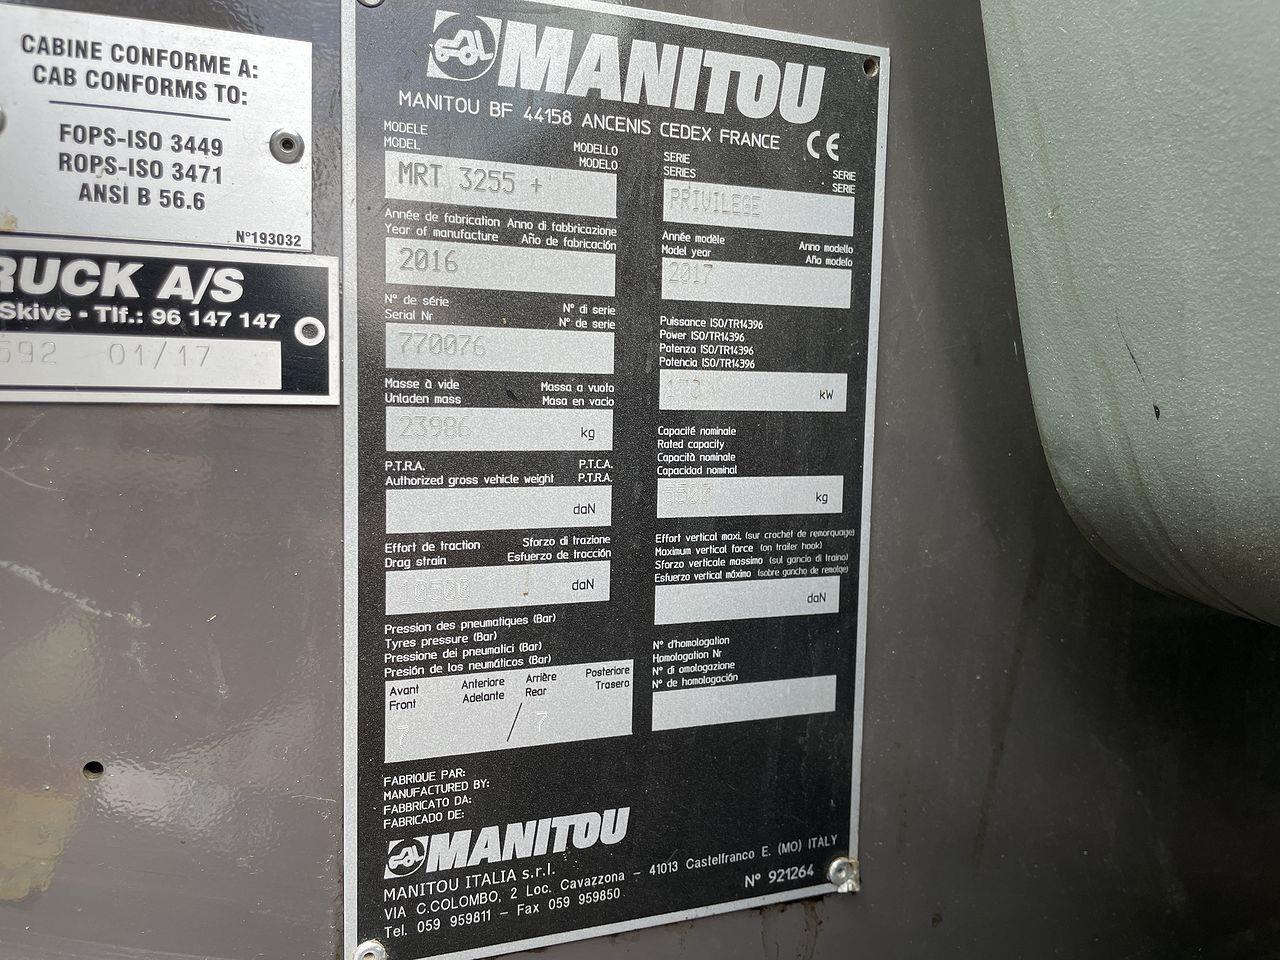 CABINE CONFORME A:
CAB CONFORMS TO:
FOPS-ISO 3449
ROPS-ISO 3471
ANSI B 56.6
N°193032
RUCK A/S
Skive - Tlf.: 96 147 147
592 01/17
MANITOU
MANITOU BF 44158 ANCENIS CEDEX FRANCE
CE
MODELE
MODEL
MODELLO
MODELO
MRT 3255 +
SERIE
SERIES
SERIE
SERIE
PRIVILEGE
Année de fabrication Anno di fabbricazione
Year of manufacture Año de fabricación
2016
Année modèle Anno modello
Model year Año modelo
2017
N° de série N° di serie
Serial Nr N° de serie
770076
Puissance ISO/TR14396
Power ISO/TR14396
Potenza ISO/TR14396
Potencia ISO/TR14396
kW
Masse à vide Massa a vuota
Unladen mass Masa en vacio
23986 kg
Capacité nominale
Rated capacity
Capacità nominale
Capacidad nominal
5500 kg
P.T.R.A. P.T.C.A.
Authorized gross vehicle weight P.T.R.A.
daN
Effort de traction Sforzo di trazione
Drag strain Esfuerzo de tracción
10500 daN
Effort vertical maxi. (sur crochet de remorquage)
Maximum vertical force (on trailer hook)
Sforzo verticale massimo (sul gancio di traino)
Esfuerzo vertical máximo (sobre gancho de remolqe)
daN
Pression des pneumatiques (Bar)
Tyres pressure (Bar)
Pressione dei pneumatici (Bar)
Presión de los neumáticos (Bar)
Avant Anteriore Arrière Posteriore
Front Adelante Rear Trasero
7 / 7
N° d'homologation
Homologation Nr
N° di omologazione
N° de homologación
FABRIQUE PAR:
MANUFACTURED BY:
FABBRICATO DA:
FABRICADO DE:
MANITOU
MANITOU ITALIA s.r.l.
VIA C.COLOMBO, 2 Loc. Cavazzona - 41013 Castelfranco E. (MO) ITALY
Tel. 059 959811 - Fax 059 959850
N° 921264